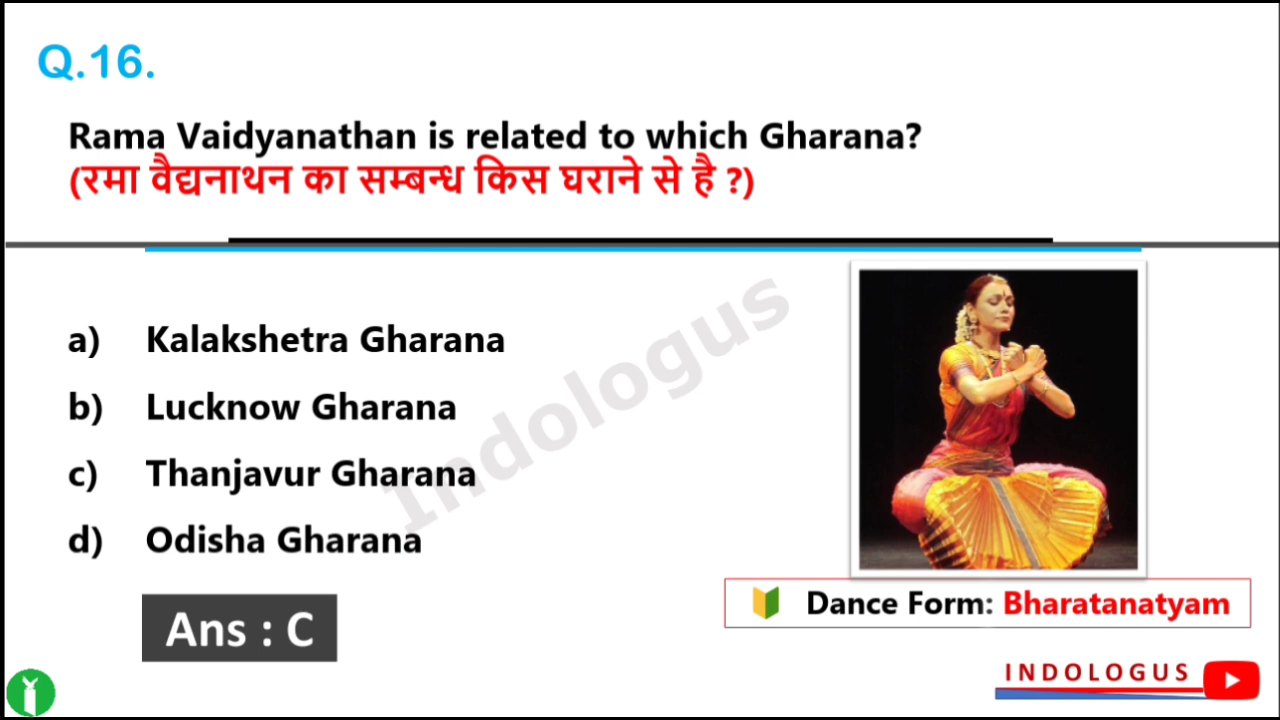 Q.16.
Rama Vaidyanathan is related to which Gharana?
(रमा वैद्यनाथन का सम्बन्ध किस घराने से है ?)
a) Kalakshetra Gharana
b) Lucknow Gharana
c) Thanjavur Gharana
d) Odisha Gharana
Indologus
Ans : C
Dance Form: Bharatanatyam
INDOLOGUS